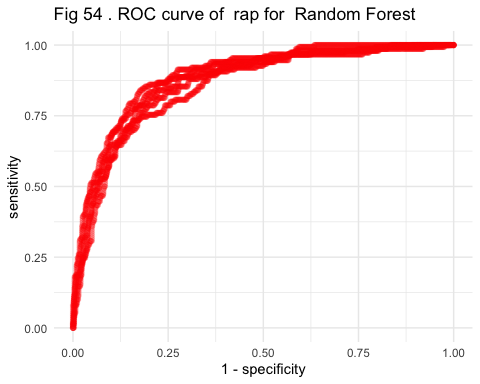 Fig 54 . ROC curve of  rap for  Random Forest
1.00
0.75
0.50
0.25
0.00
sensitivity
0.00 0.25 0.50 0.75 1.00
1 - specificity